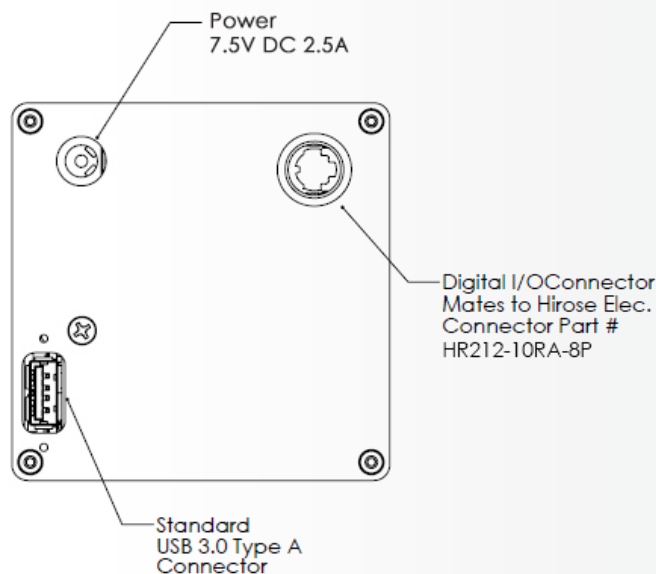 Power
7.5V DC 2.5A
Digital I/OConnector
Mates to Hirose Elec.
Connector Part #
HR212-10RA-8P
Standard
USB 3.0 Type A
Connector